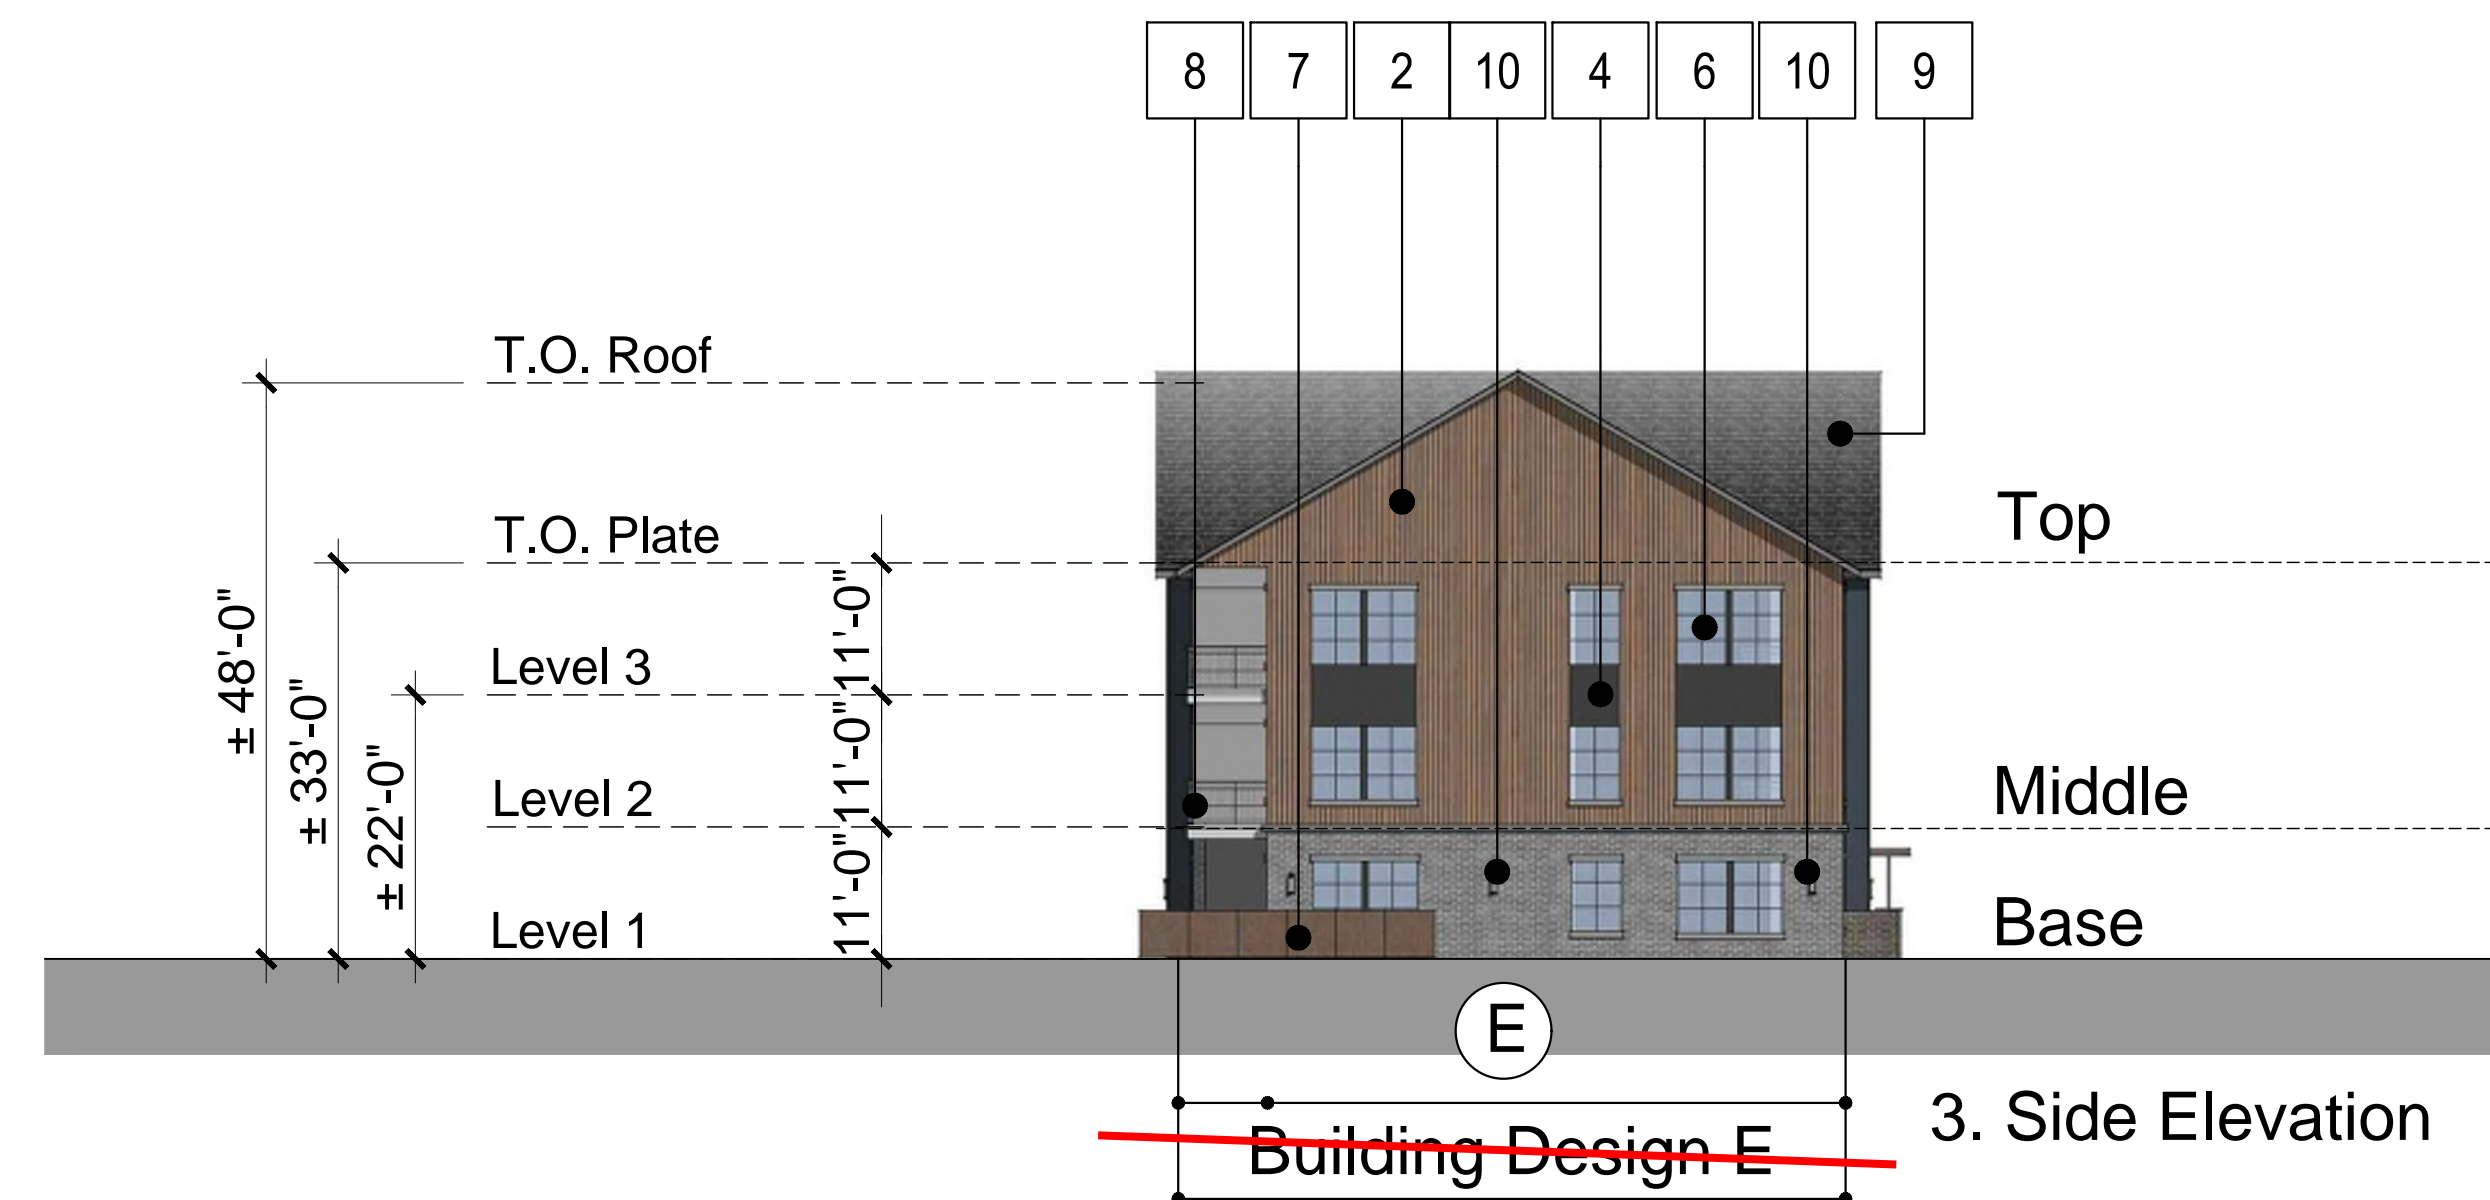 8 7 2 10 4 6 10 9
T.O. Roof
T.O. Plate
Top
Level 3
Level 2
Middle
Level 1
Base
± 48'-0"
± 33'-0"
± 22'-0"
11'-0"
11'-0"
11'-0"
E
Building Design E
3. Side Elevation